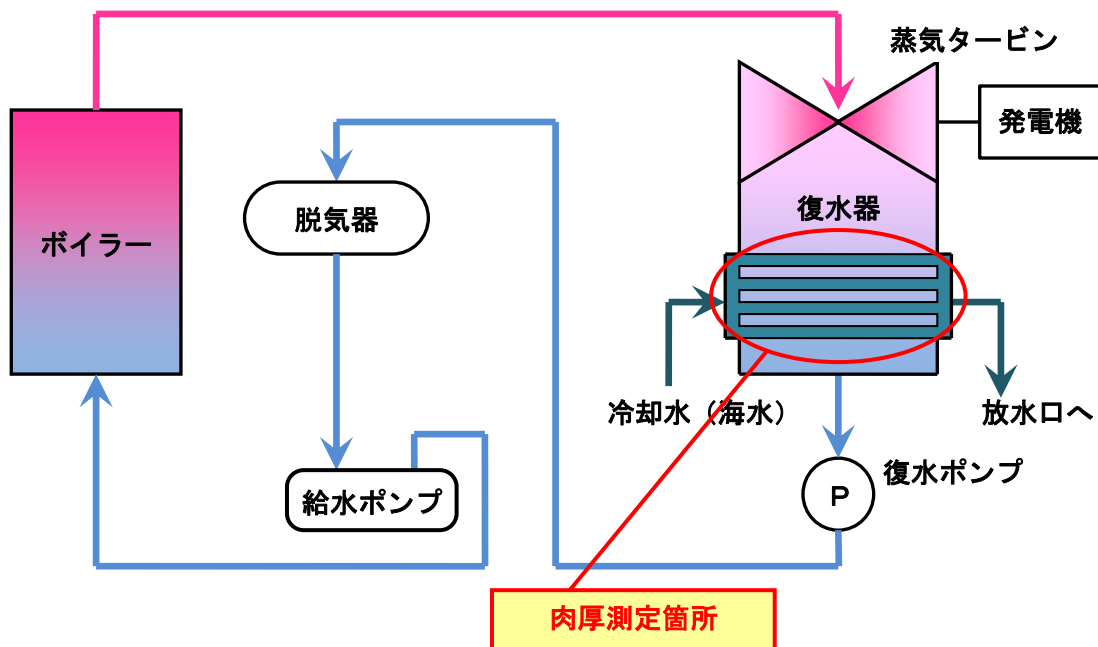 蒸気タービン
発電機
脱気器
復水器
ボイラー
冷却水（海水）
放水口へ
復水ポンプ
給水ポンプ
P
肉厚測定箇所